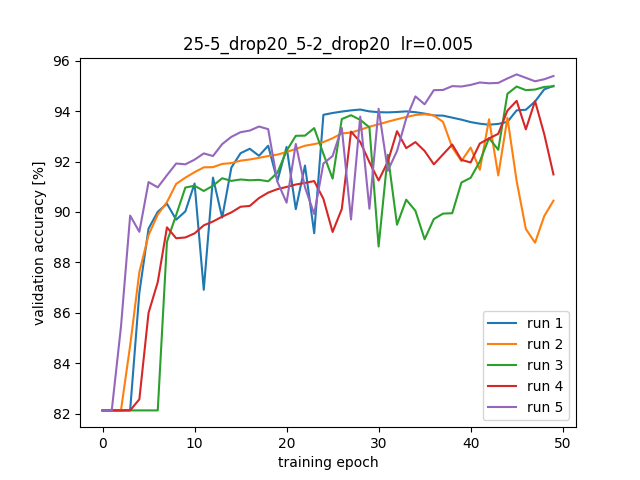 25-5_drop20_5-2_drop20  lr=0.005
validation accuracy [%]
96
94
92
90
88
86
84
82
0 10 20 30 40 50
training epoch
run 1
run 2
run 3
run 4
run 5